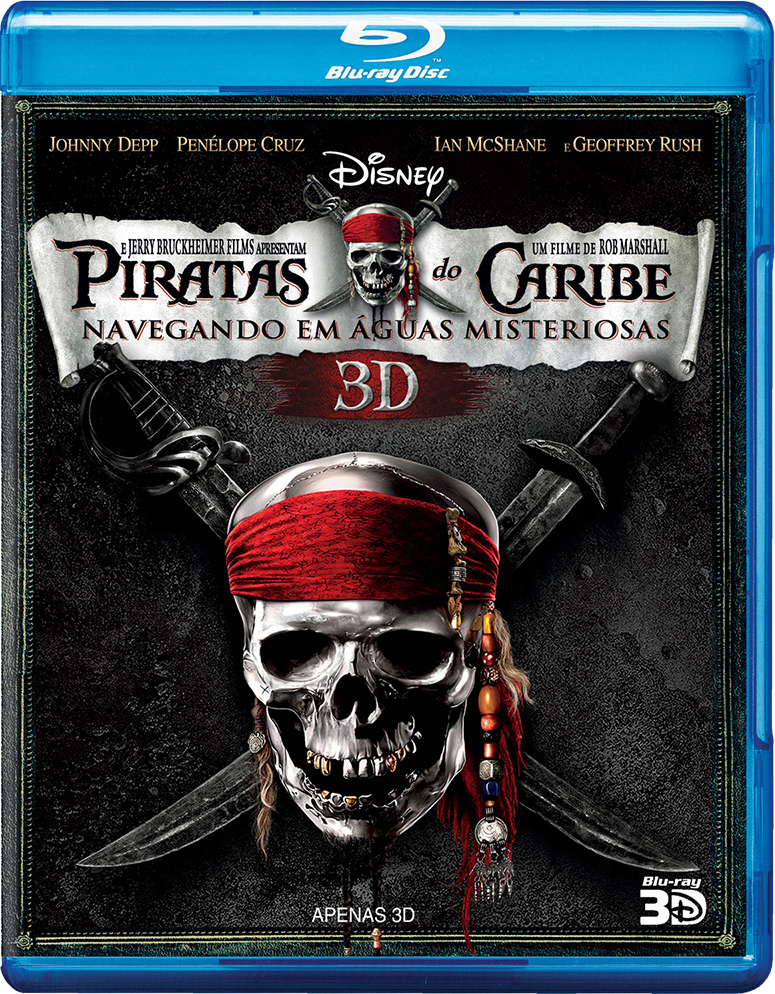 Blu-ray Disc™
JOHNNY DEPP PENÉLOPE CRUZ IAN MCSHANE E GEOFFREY RUSH
DISNEY
E JERRY BRUCKHEIMER FILMS APRESENTAM UM FILME DE ROB MARSHALL
PIRATAS do CARIBE
NAVEGANDO EM ÁGUAS MISTERIOSAS
3D
Blu-ray
3D
APENAS 3D